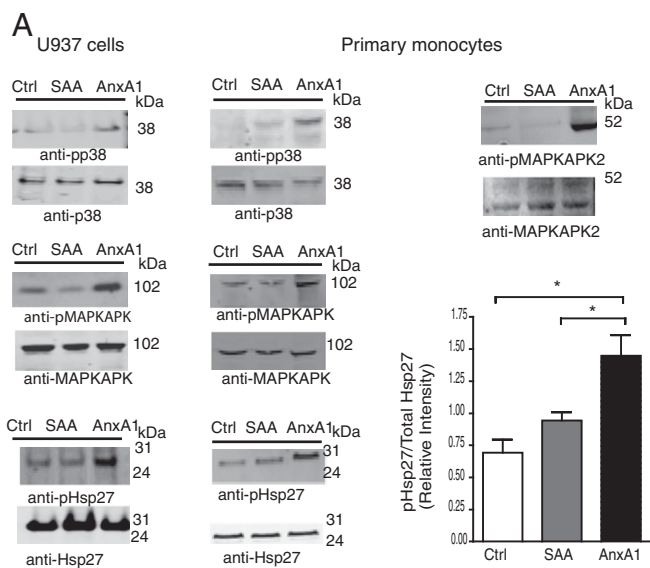 A
U937 cells
Primary monocytes
Ctrl SAA AnxA1
kDa
38
anti-pp38
38
anti-p38
Ctrl SAA AnxA1
kDa
102
anti-pMAPKAPK
102
anti-MAPKAPK
Ctrl SAA AnxA1
kDa
31
24
anti-pHsp27
31
24
anti-Hsp27
Ctrl SAA AnxA1
kDa
38
anti-pp38
38
anti-p38
Ctrl SAA AnxA1
kDa
102
anti-pMAPKAPK
102
anti-MAPKAPK
Ctrl SAA AnxA1
kDa
31
24
anti-pHsp27
31
24
anti-Hsp27
Ctrl SAA AnxA1
kDa
52
anti-pMAPKAPK2
52
anti-MAPKAPK2
pHsp27/Total Hsp27
(Relative Intensity)
1.75
1.50
1.25
1.00
0.75
0.50
0.25
0.00
*
*
Ctrl SAA AnxA1